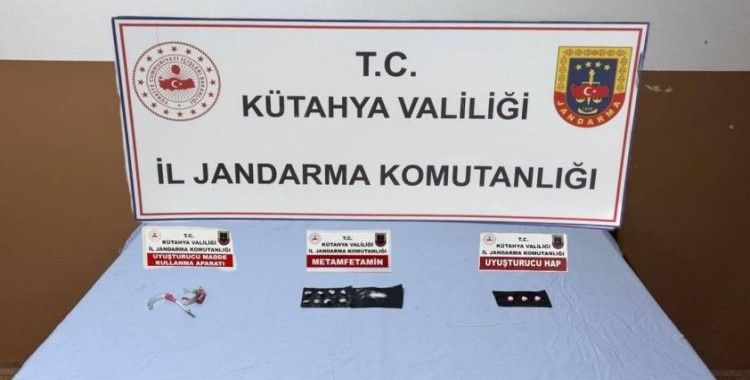 T.C.
KÜTAHYA VALİLİĞİ
İL JANDARMA KOMUTANLIĞI
JANDARMA
T.C.
KÜTAHYA VALİLİĞİ
İL JANDARMA KOMUTANLIĞI
UYUŞTURUCU MADDE
KULLANMA APARATI
T.C.
KÜTAHYA VALİLİĞİ
İL JANDARMA KOMUTANLIĞI
METAMFETAMİN
T.C.
KÜTAHYA VALİLİĞİ
İL JANDARMA KOMUTANLIĞI
UYUŞTURUCU HAP